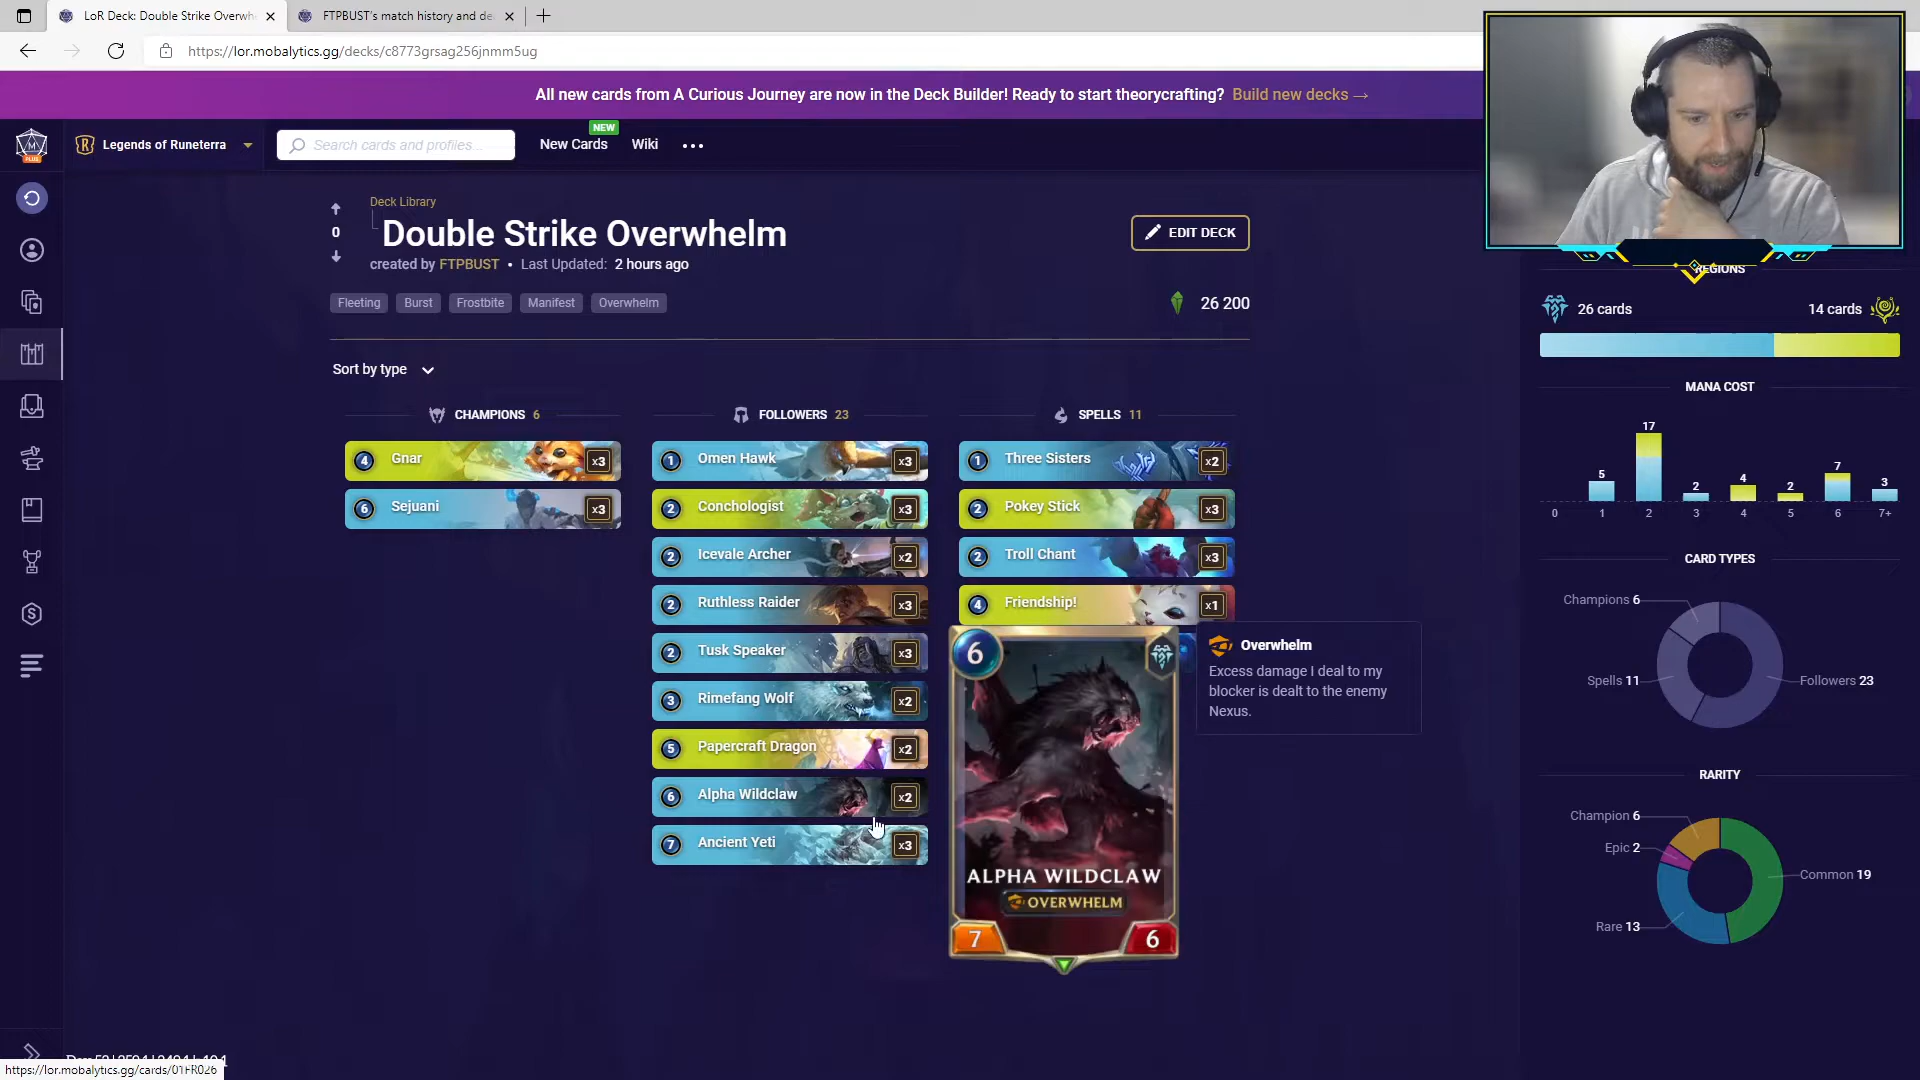 LoR Deck: Double Strike Overwh
FTPBUST's match history and de
https://lor.mobalytics.gg/decks/c8773grsag256jnmm5ug
All new cards from A Curious Journey are now in the Deck Builder! Ready to start theorycrafting? Build new decks →
M
PLUS
Legends of Runeterra
Search cards and profiles...
New Cards
NEW
Wiki
Deck Library
0
Double Strike Overwhelm
EDIT DECK
created by FTPBUST • Last Updated: 2 hours ago
Fleeting
Burst
Frostbite
Manifest
Overwhelm
26 200
Sort by type
CHAMPIONS 6
4 Gnar x3
6 Sejuani x3
FOLLOWERS 23
1 Omen Hawk x3
2 Conchologist x3
2 Icevale Archer x2
2 Ruthless Raider x3
2 Tusk Speaker x3
3 Rimefang Wolf x2
5 Papercraft Dragon x2
6 Alpha Wildclaw x2
7 Ancient Yeti x3
SPELLS 11
1 Three Sisters x2
2 Pokey Stick x3
2 Troll Chant x3
4 Friendship! x1
6
ALPHA WILDCLAW
OVERWHELM
7
6
Overwhelm
Excess damage I deal to my
blocker is dealt to the enemy
Nexus.
REGIONS
26 cards
14 cards
MANA COST
5
17
2
4
2
7
3
0
1
2
3
4
5
6
7+
CARD TYPES
Champions 6
Spells 11
Followers 23
RARITY
Champion 6
Epic 2
Common 19
Rare 13
https://lor.mobalytics.gg/cards/01FR026